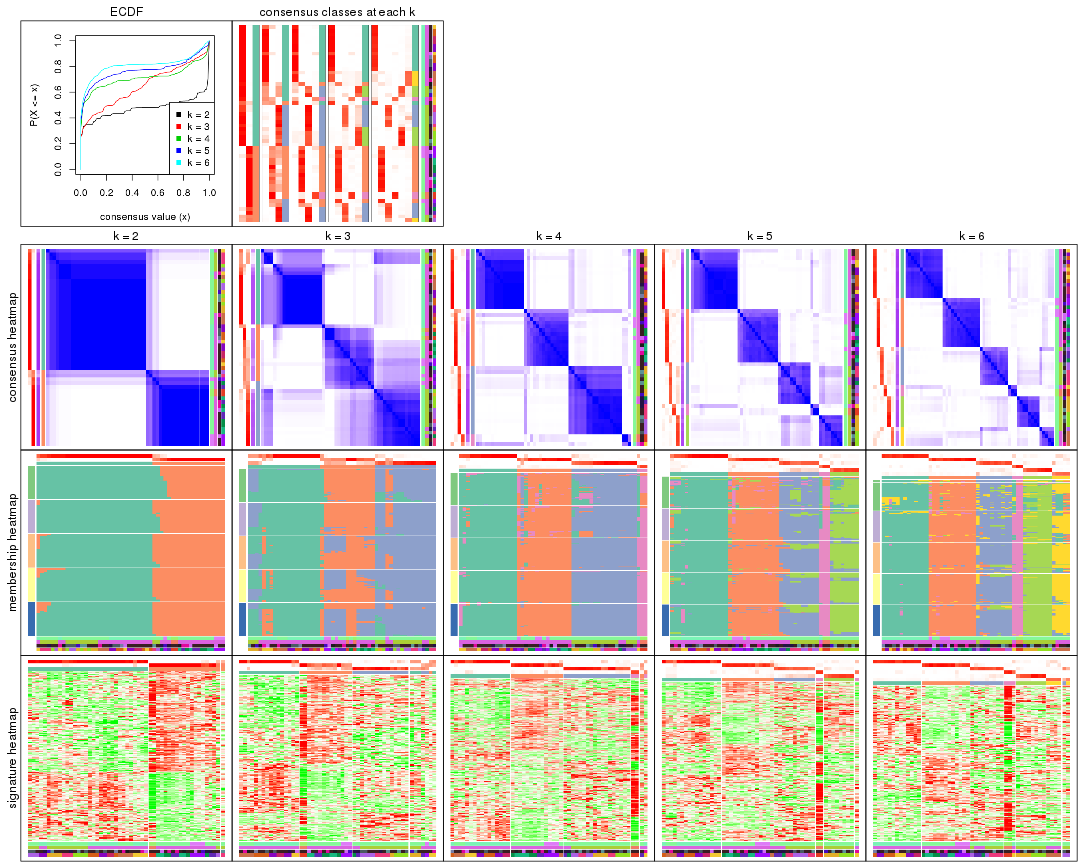 ECDF
consensus classes at each k
P(X <= x)
1.0
0.8
0.6
0.4
0.2
0.0
k = 2
k = 3
k = 4
k = 5
k = 6
0.0 0.2 0.4 0.6 0.8 1.0
consensus value (x)
k = 2
k = 3
k = 4
k = 5
k = 6
consensus heatmap
membership heatmap
signature heatmap